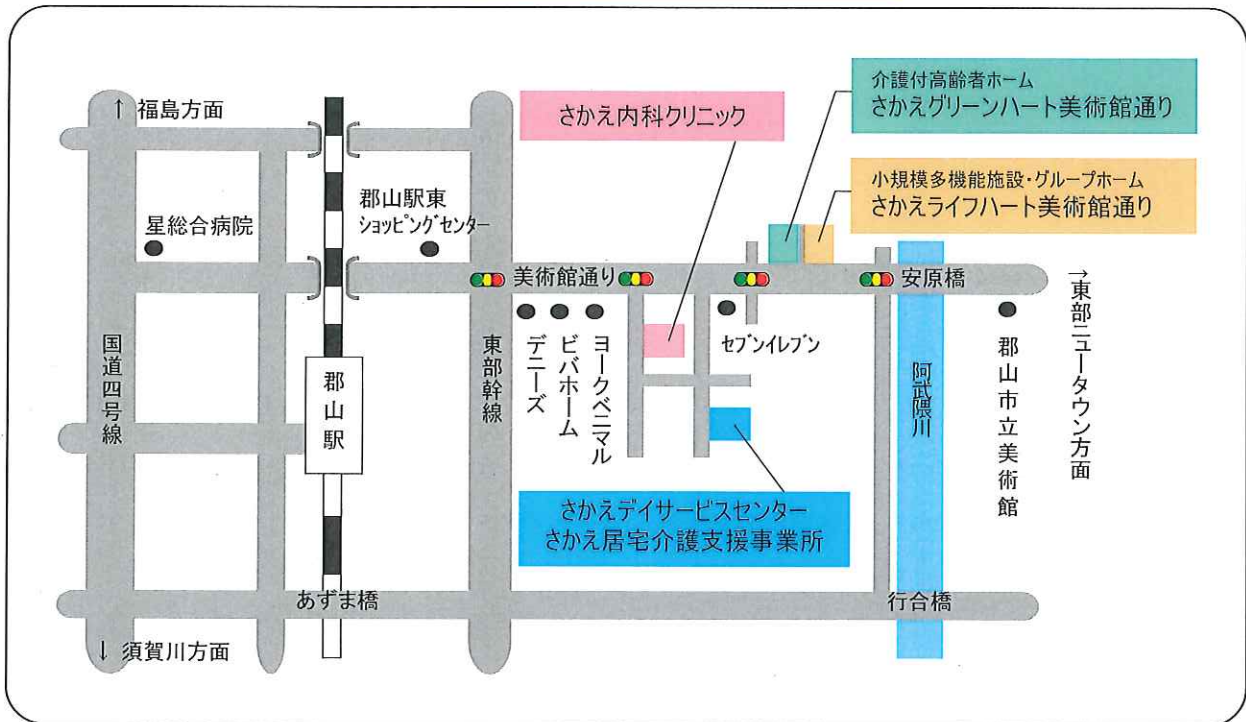 ↑ 福島方面
さかえ内科クリニック
介護付高齢者ホーム
さかえグリーンハート美術館通り
小規模多機能施設・グループホーム
さかえライフハート美術館通り
星総合病院
郡山駅東
ショッピングセンター
美術館通り
安原橋
→東部ニュータウン方面
国道四号線
郡山駅
東部幹線
デニーズ
ビバホーム
ヨークベニマル
セブンイレブン
阿武隈川
郡山市立美術館
さかえデイサービスセンター
さかえ居宅介護支援事業所
あずま橋
行合橋
↓ 須賀川方面